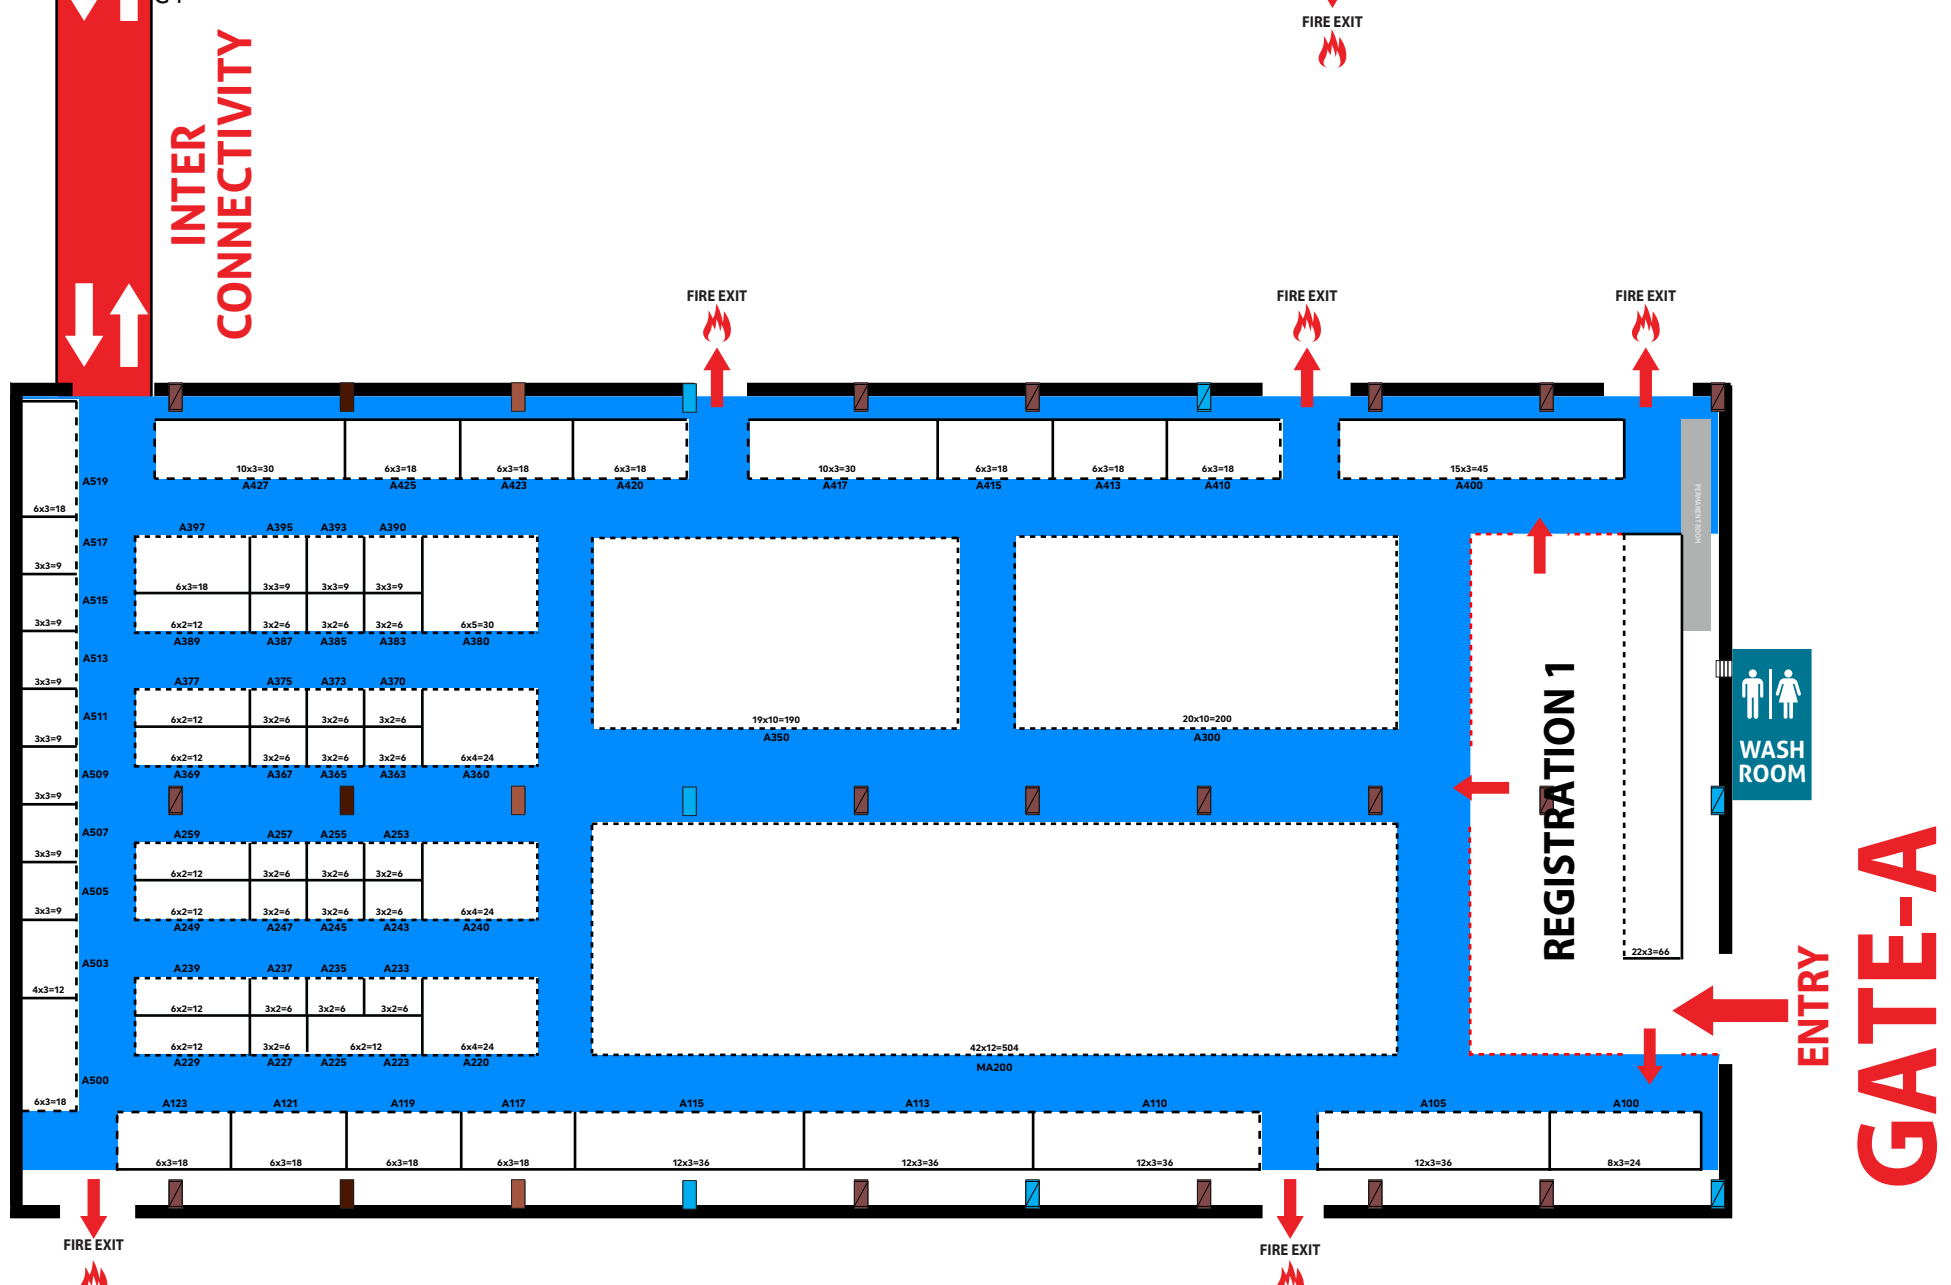 FIRE EXIT
INTER
CONNECTIVITY
FIRE EXIT
FIRE EXIT
FIRE EXIT
10x3=30
6x3=18
6x3=18
6x3=18
10x3=30
6x3=18
6x3=18
6x3=18
15x3=45
A427
A425
A423
A420
A417
A415
A413
A410
A400
A519
6x3=18
A517
3x3=9
A515
3x3=9
A513
3x3=9
A511
3x3=9
A509
3x3=9
A507
3x3=9
A505
3x3=9
A503
4x3=12
A500
6x3=18
A397
A395
A393
A390
6x3=18
3x3=9
3x3=9
3x3=9
6x2=12
3x2=6
3x2=6
3x2=6
6x5=30
A389
A387
A385
A383
A380
A377
A375
A373
A370
6x2=12
3x2=6
3x2=6
3x2=6
6x2=12
3x2=6
3x2=6
3x2=6
6x4=24
A369
A367
A365
A363
A360
A259
A257
A255
A253
6x2=12
3x2=6
3x2=6
3x2=6
6x2=12
3x2=6
3x2=6
3x2=6
6x4=24
A249
A247
A245
A243
A240
A239
A237
A235
A233
6x2=12
3x2=6
3x2=6
3x2=6
6x2=12
3x2=6
6x2=12
6x4=24
A229
A227
A225
A223
A220
19x10=190
A350
20x10=200
A300
42x12=504
MA200
REGISTRATION 1
22x3=66
PERMANENT ROOM
WASH
ROOM
ENTRY
GATE-A
A123
A121
A119
A117
A115
A113
A110
A105
A100
6x3=18
6x3=18
6x3=18
6x3=18
12x3=36
12x3=36
12x3=36
12x3=36
8x3=24
FIRE EXIT
FIRE EXIT